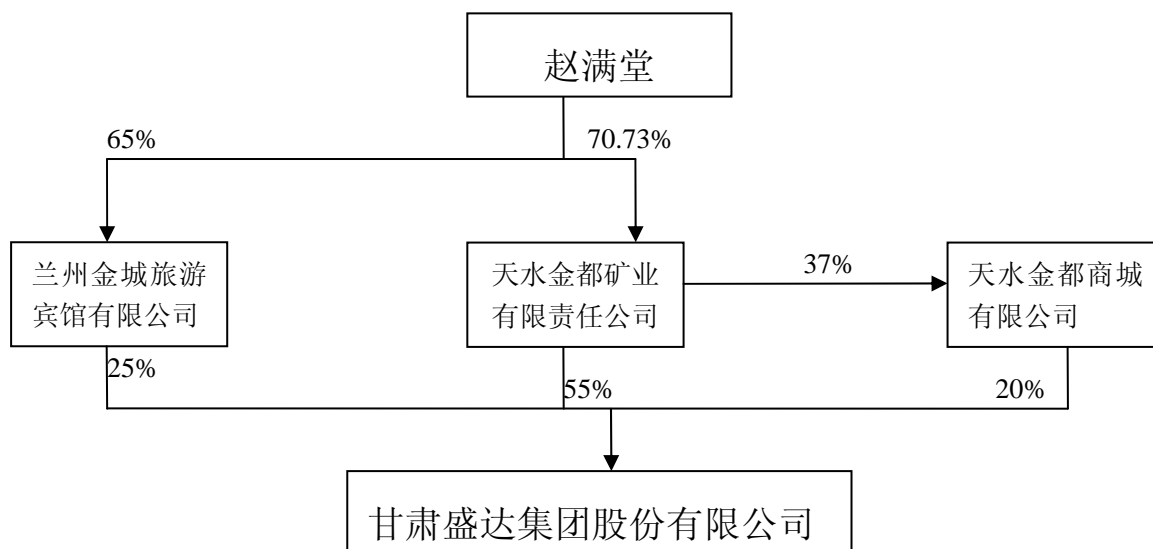 赵满堂
65%
70.73%
兰州金城旅游
宾馆有限公司
天水金都矿业
有限责任公司
37%
天水金都商城
有限公司
25%
55%
20%
甘肃盛达集团股份有限公司